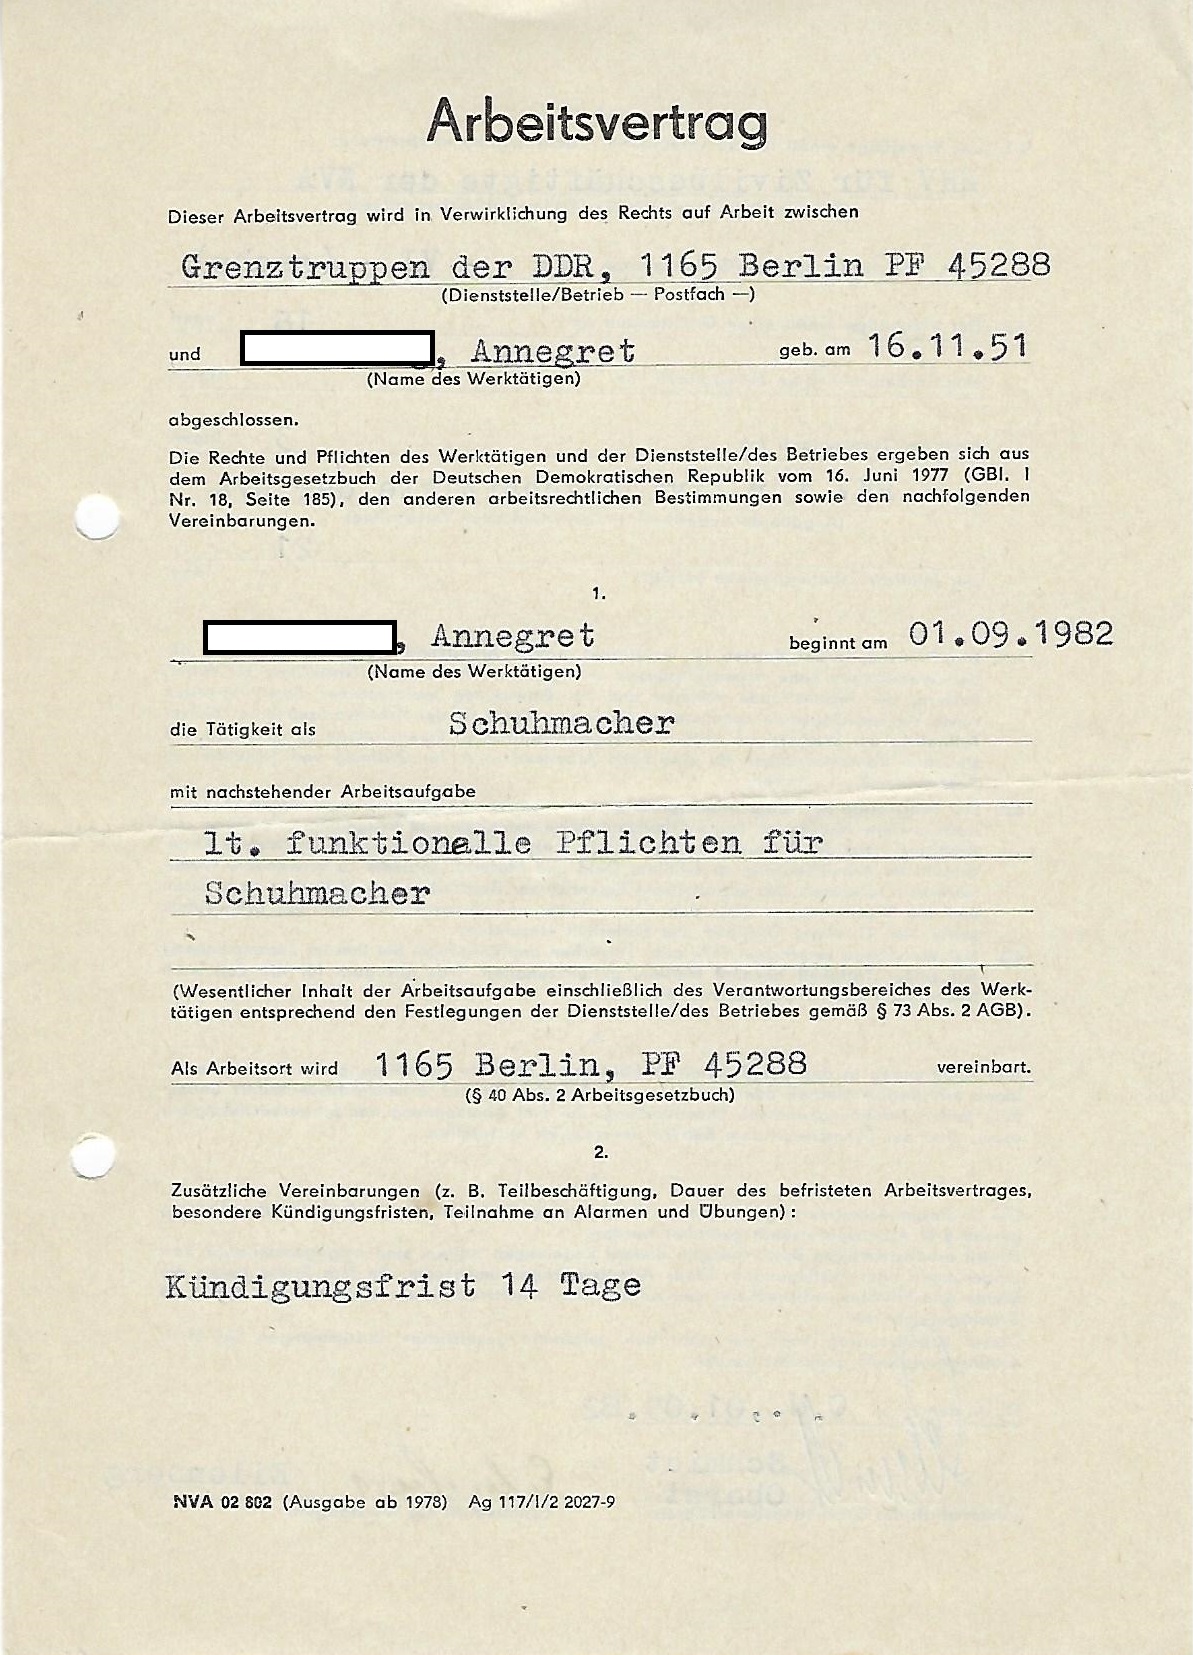 Arbeitsvertrag
Dieser Arbeitsvertrag wird in Verwirklichung des Rechts auf Arbeit zwischen
Grenztruppen der DDR, 1165 Berlin PF 45288
(Dienststelle/Betrieb — Postfach —)
und , Annegret geb. am 16.11.51
(Name des Werktätigen)
abgeschlossen.
Die Rechte und Pflichten des Werktätigen und der Dienststelle/des Betriebes ergeben sich aus
dem Arbeitsgesetzbuch der Deutschen Demokratischen Republik vom 16. Juni 1977 (GBl. I
Nr. 18, Seite 185), den anderen arbeitsrechtlichen Bestimmungen sowie den nachfolgenden
Vereinbarungen.
1.
, Annegret beginnt am 01.09.1982
(Name des Werktätigen)
die Tätigkeit als Schuhmacher
mit nachstehender Arbeitsaufgabe
lt. funktionelle Pflichten für
Schuhmacher
(Wesentlicher Inhalt der Arbeitsaufgabe einschließlich des Verantwortungsbereiches des Werk-
tätigen entsprechend den Festlegungen der Dienststelle/des Betriebes gemäß § 73 Abs. 2 AGB).
Als Arbeitsort wird 1165 Berlin, PF 45288 vereinbart.
(§ 40 Abs. 2 Arbeitsgesetzbuch)
2.
Zusätzliche Vereinbarungen (z. B. Teilbeschäftigung, Dauer des befristeten Arbeitsvertrages,
besondere Kündigungsfristen, Teilnahme an Alarmen und Übungen) :
Kündigungsfrist 14 Tage
NVA 02 802 (Ausgabe ab 1978) Ag 117/I/2 2027-9